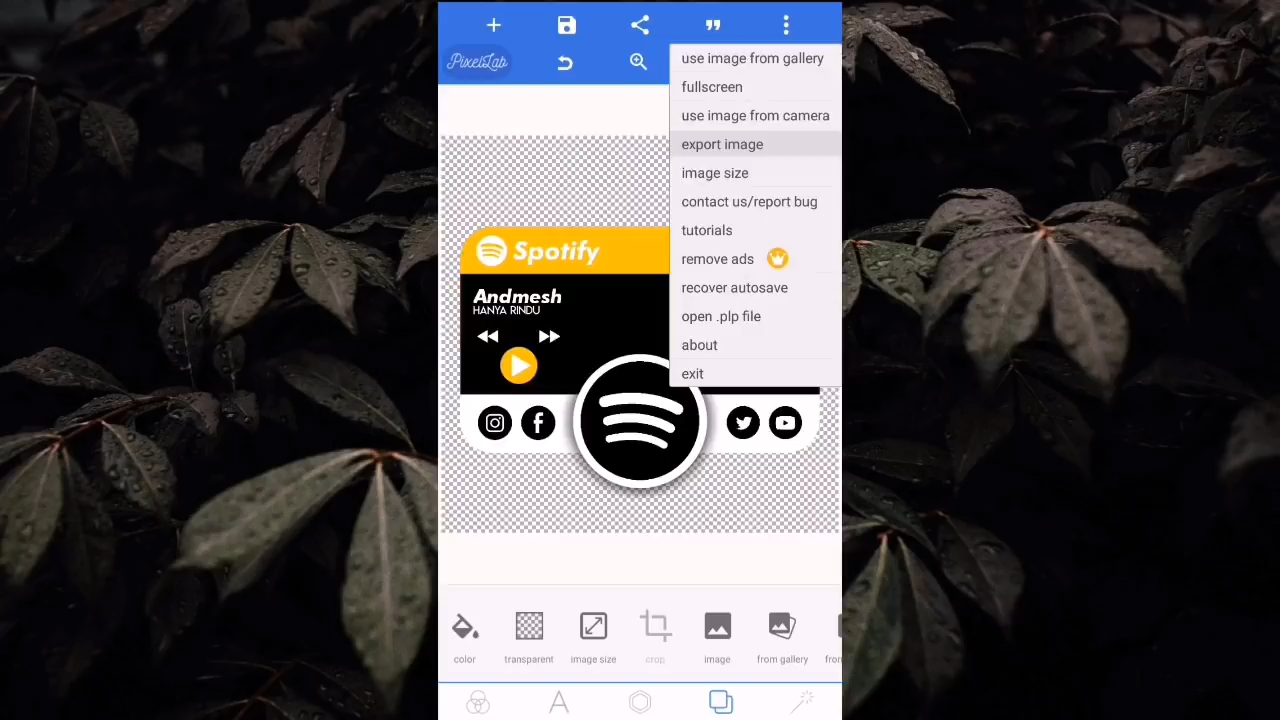 PixelLab
use image from gallery
fullscreen
use image from camera
export image
image size
contact us/report bug
tutorials
remove ads
recover autosave
open .plp file
about
exit
Spotify
Andmesh
HANYA RINDU
color
transparent
image size
crop
image
from gallery